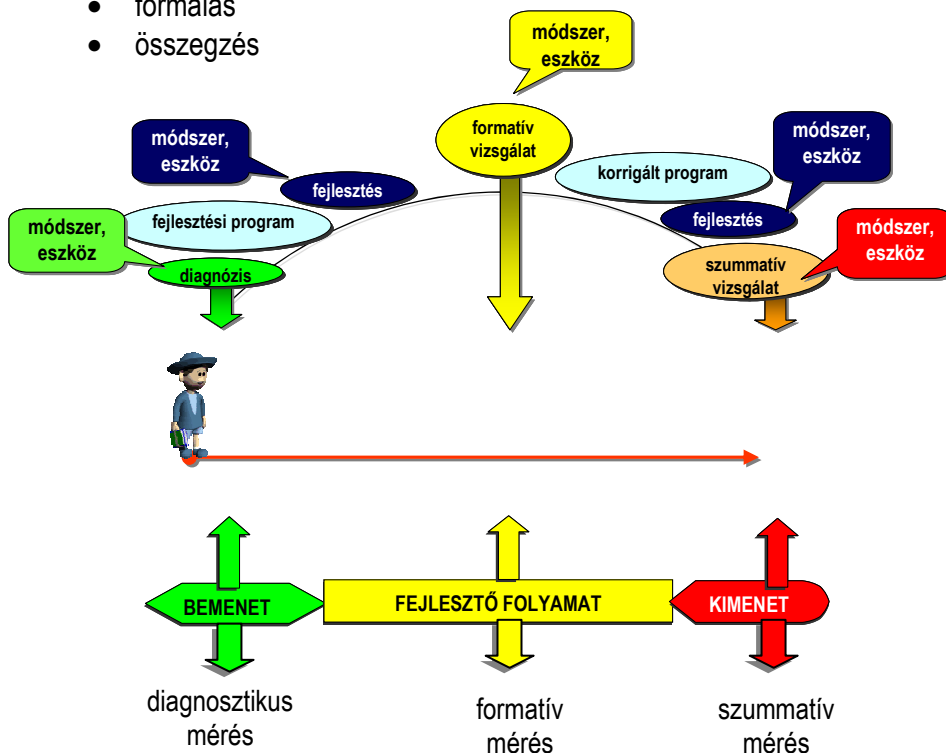 formálás
összegzés
módszer,
eszköz
formatív
vizsgálat
módszer,
eszköz
fejlesztés
korrigált program
módszer,
eszköz
módszer,
eszköz
fejlesztési program
diagnózis
fejlesztés
szummatív
vizsgálat
módszer,
eszköz
BEMENET
FEJLESZTŐ FOLYAMAT
KIMENET
diagnosztikus
mérés
formatív
mérés
szummatív
mérés